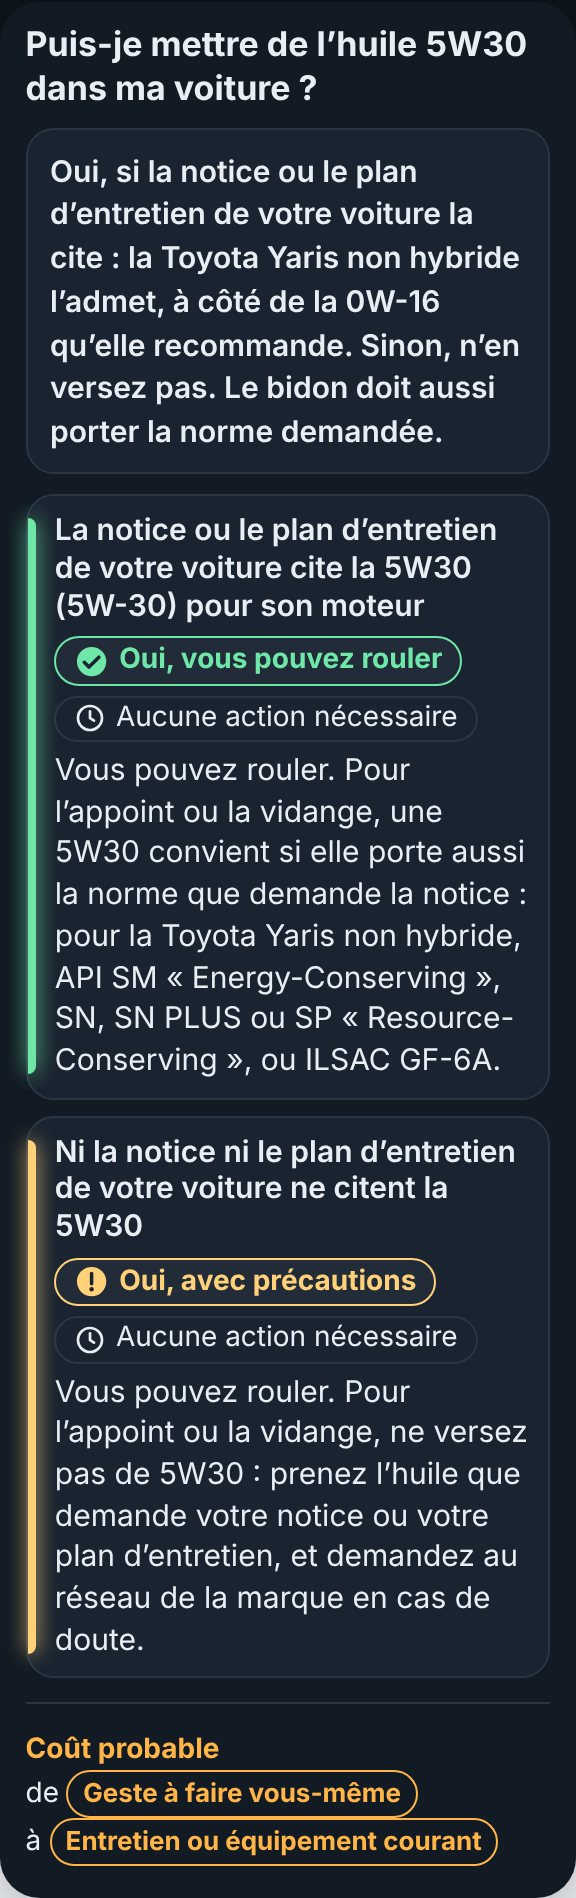 Puis-je mettre de l’huile 5W30
dans ma voiture ?
Oui, si la notice ou le plan
d’entretien de votre voiture la
cite : la Toyota Yaris non hybride
l’admet, à côté de la 0W-16
qu’elle recommande. Sinon, n’en
versez pas. Le bidon doit aussi
porter la norme demandée.
La notice ou le plan d’entretien
de votre voiture cite la 5W30
(5W-30) pour son moteur
Oui, vous pouvez rouler
Aucune action nécessaire
Vous pouvez rouler. Pour
l’appoint ou la vidange, une
5W30 convient si elle porte aussi
la norme que demande la notice :
pour la Toyota Yaris non hybride,
API SM « Energy-Conserving »,
SN, SN PLUS ou SP « Resource-
Conserving », ou ILSAC GF-6A.
Ni la notice ni le plan d’entretien
de votre voiture ne citent la
5W30
Oui, avec précautions
Aucune action nécessaire
Vous pouvez rouler. Pour
l’appoint ou la vidange, ne versez
pas de 5W30 : prenez l’huile que
demande votre notice ou votre
plan d’entretien, et demandez au
réseau de la marque en cas de
doute.
Coût probable
de Geste à faire vous-même
à Entretien ou équipement courant